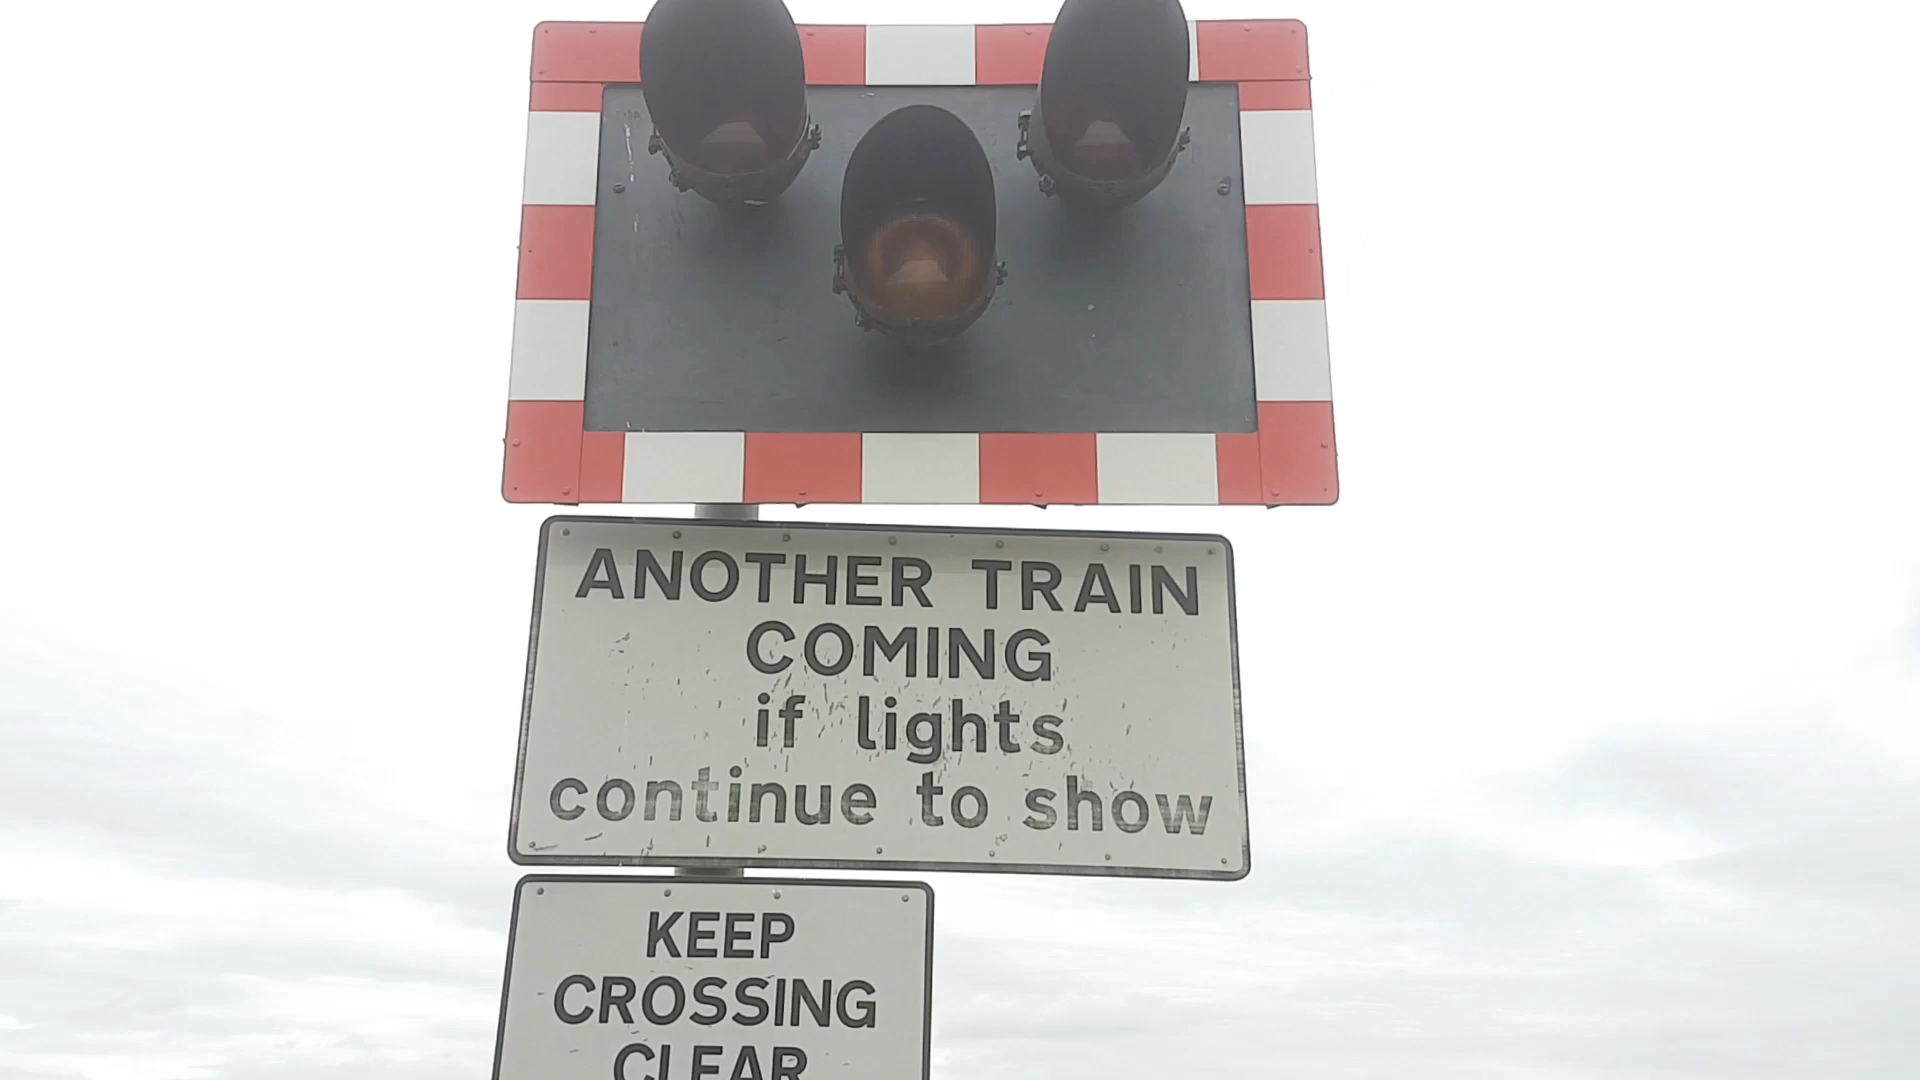 ANOTHER TRAIN
COMING
if lights
continue to show
KEEP
CROSSING
CLEAR